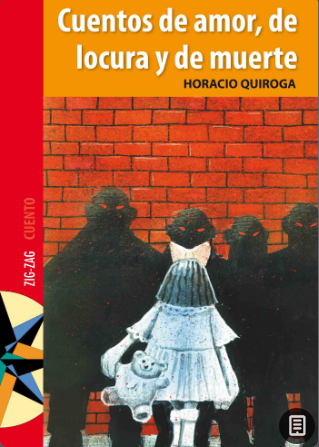 Cuentos de amor, de
locura y de muerte
HORACIO QUIROGA
ZIG-ZAG CUENTO